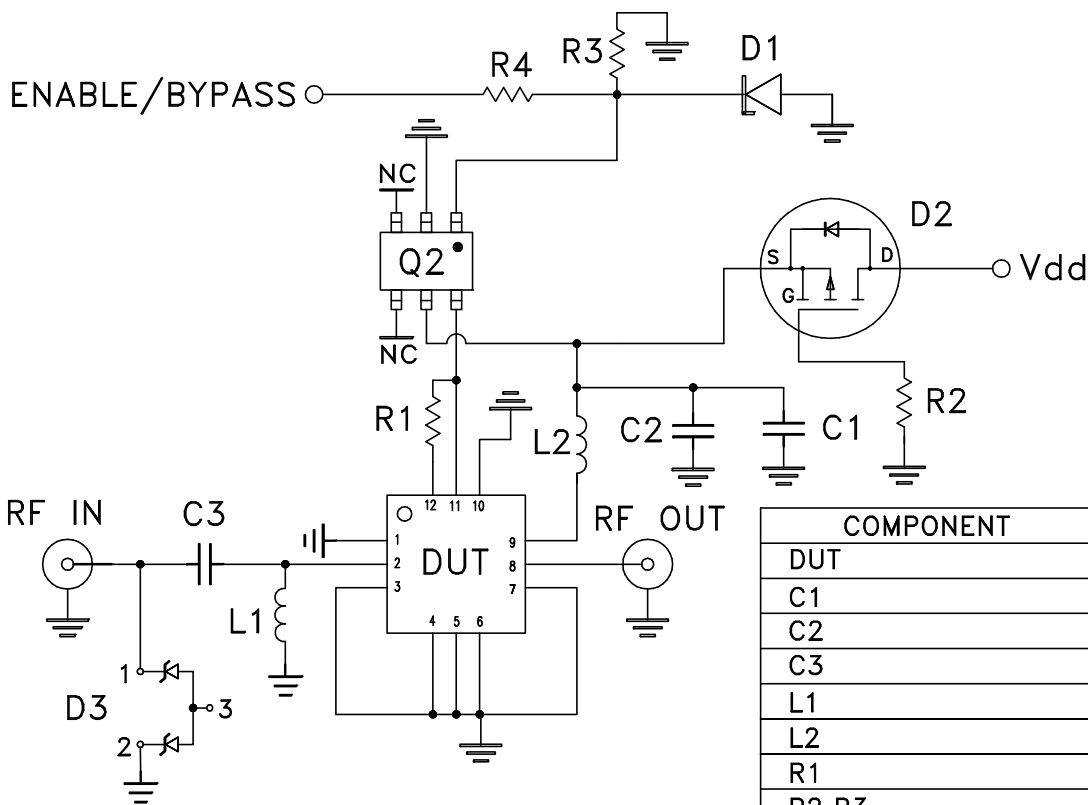 R3
D1
R4
ENABLE/BYPASS
NC
D2
Q2
S
D
Vdd
G
NC
R1
L2
C2
C1
R2
12 11 10
RF IN
C3
RF OUT
1
9
2
DUT
8
3
7
L1
4 5 6
1
D3
3
2
COMPONENT
DUT
C1
C2
C3
L1
L2
R1
R2,R3